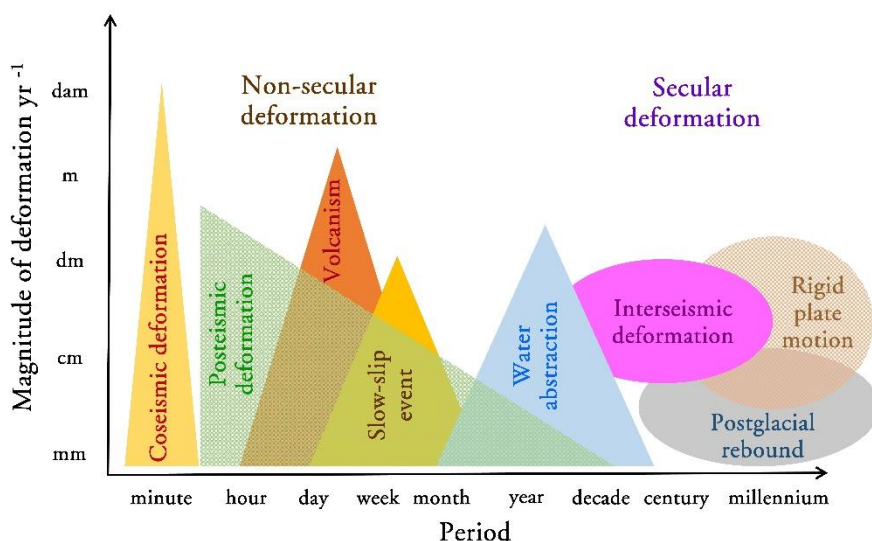 Magnitude of deformation yr -1
dam
m
dm
cm
mm
Non-secular
deformation
Secular
deformation
Coseismic deformation
Posteismic
deformation
Volcanism
Slow-slip
event
Water
abstraction
Interseismic
deformation
Rigid
plate
motion
Postglacial
rebound
minute
hour
day
week
month
year
decade
century
millennium
Period